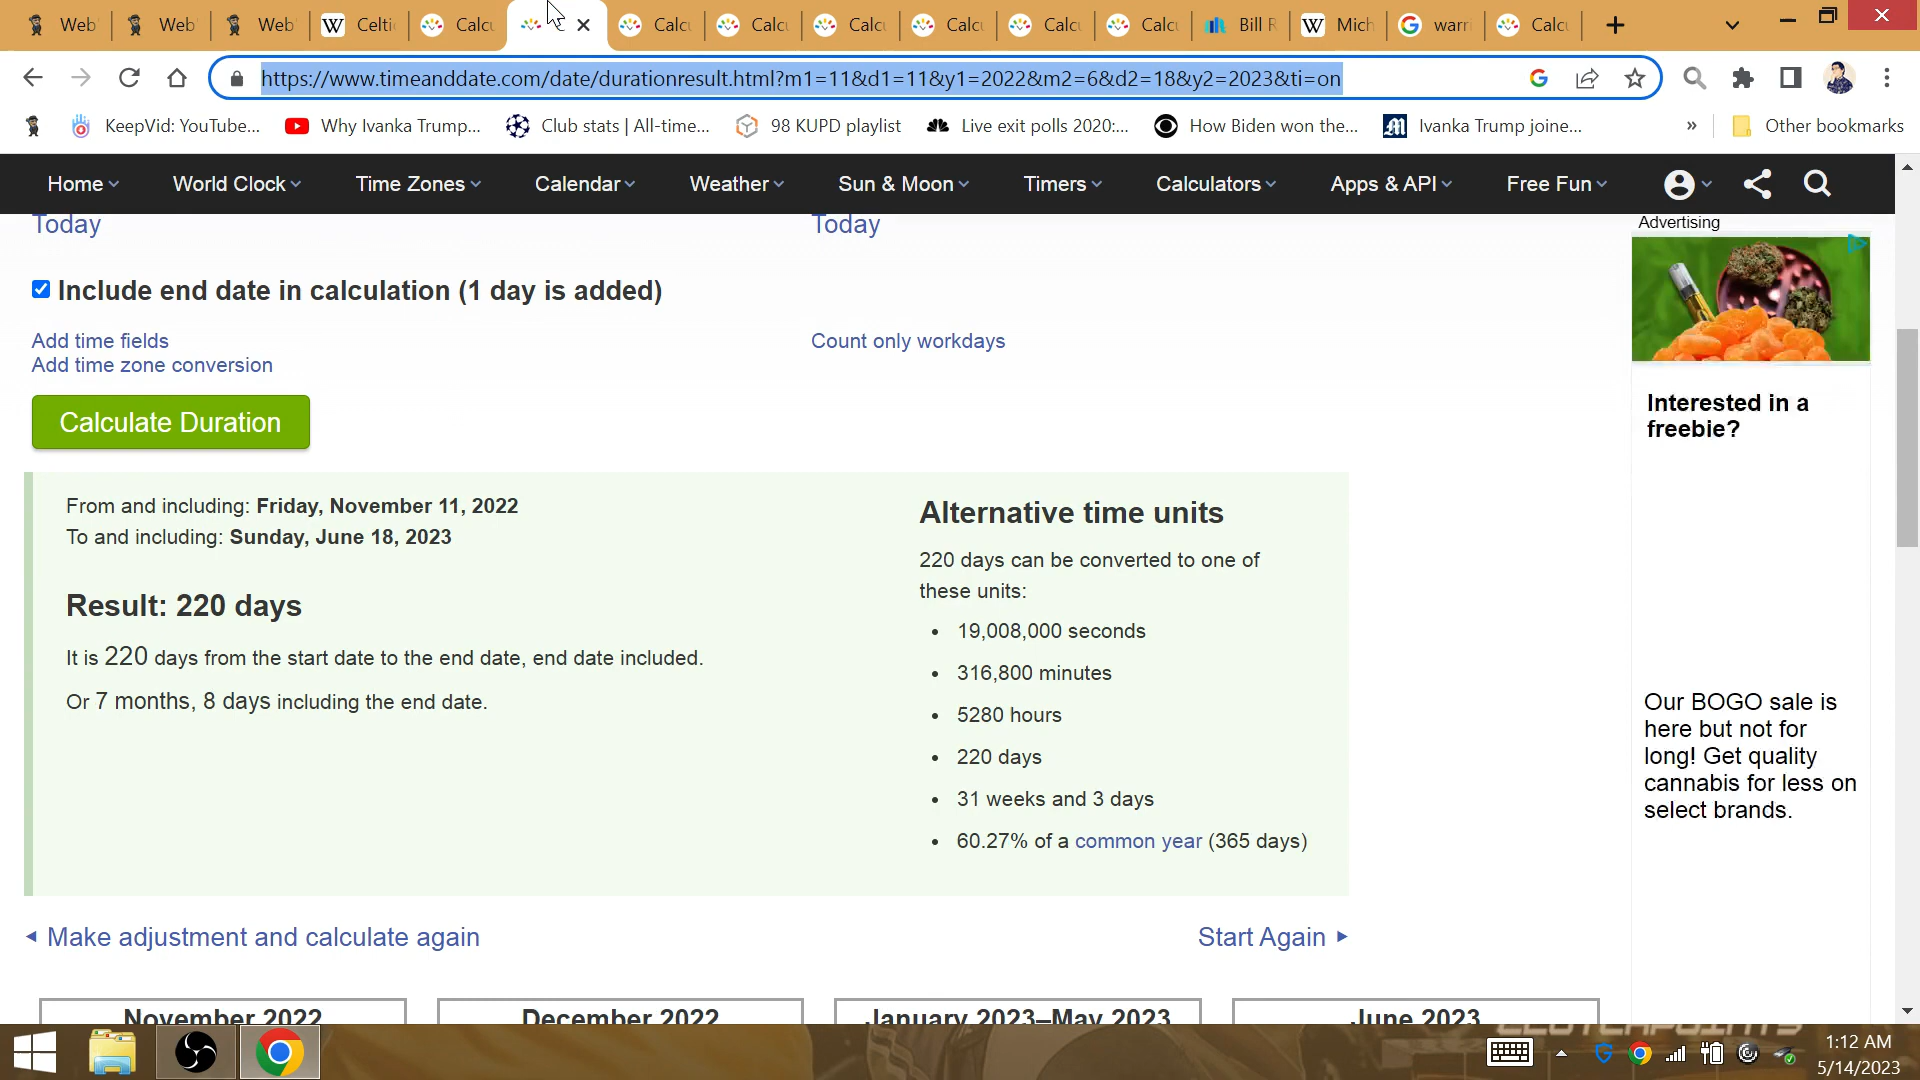 Web
Web
Web
Celti
Calcu
C
Calcu
Calcu
Calcu
Calcu
Calcu
Calcu
Bill R
Mich
warri
Calcu
https://www.timeanddate.com/date/durationresult.html?m1=11&d1=11&y1=2022&m2=6&d2=18&y2=2023&ti=on
KeepVid: YouTube...
Why Ivanka Trump...
Club stats | All-time...
98 KUPD playlist
Live exit polls 2020:...
How Biden won the...
Ivanka Trump joine...
»
Other bookmarks
Home
World Clock
Time Zones
Calendar
Weather
Sun & Moon
Timers
Calculators
Apps & API
Free Fun
Today
Today
Advertising
Include end date in calculation (1 day is added)
Add time fields
Count only workdays
Add time zone conversion
Calculate Duration
Interested in a
freebie?
From and including: Friday, November 11, 2022
To and including: Sunday, June 18, 2023
Result: 220 days
It is 220 days from the start date to the end date, end date included.
Or 7 months, 8 days including the end date.
Alternative time units
220 days can be converted to one of
these units:
• 19,008,000 seconds
• 316,800 minutes
• 5280 hours
• 220 days
• 31 weeks and 3 days
• 60.27% of a common year (365 days)
Our BOGO sale is
here but not for
long! Get quality
cannabis for less on
select brands.
Make adjustment and calculate again
Start Again
November 2022
December 2022
January 2023–May 2023
June 2023
CLUTCHPOINTS
1:12 AM
5/14/2023